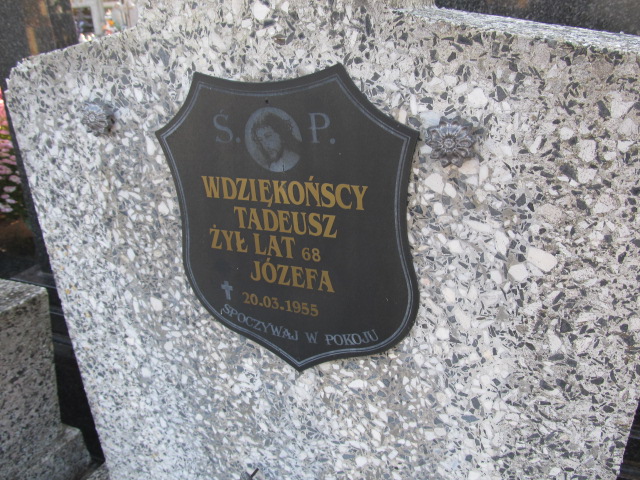 Ś. P.
WDZIĘKOŃSCY
TADEUSZ
ŻYŁ LAT 68
JÓZEFA
20.03.1955
SPOCZYWAJ W POKOJU